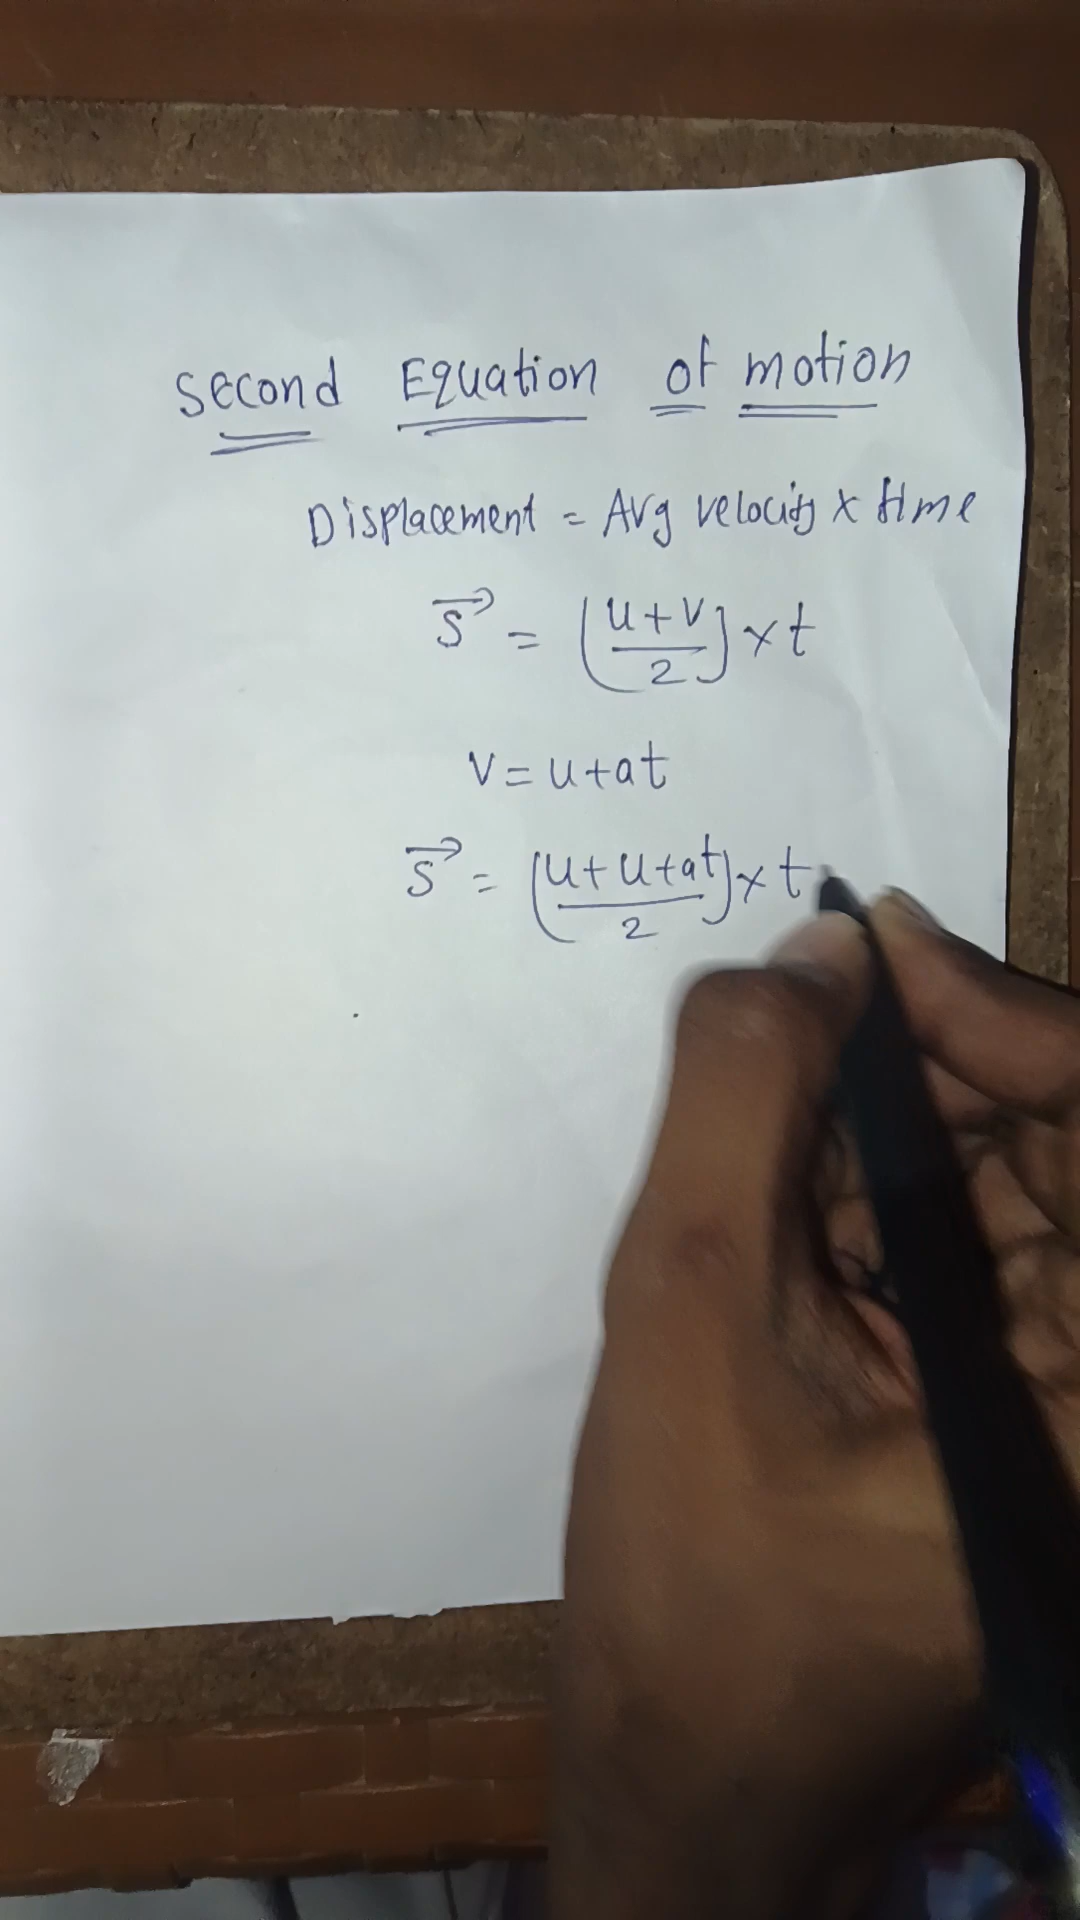 Second Equation of motion
Displacement = Avg velocity x time
s⃗ = (u+v/2) x t
v = u+at
s⃗ = (u+u+at/2) x t